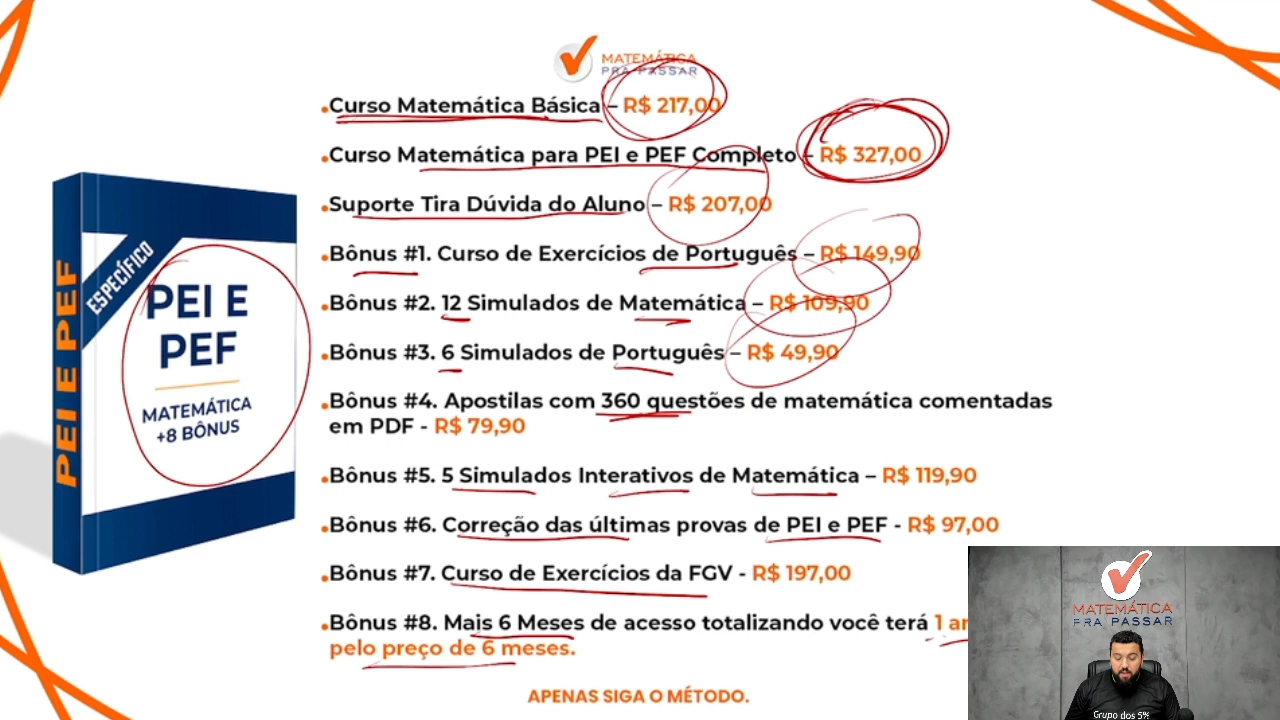 MATEMÁTICA
PRA PASSAR
Curso Matemática Básica – R$ 217,00
Curso Matemática para PEI e PEF Completo – R$ 327,00
Suporte Tira Dúvida do Aluno – R$ 207,00
Bônus #1. Curso de Exercícios de Português – R$ 149,90
Bônus #2. 12 Simulados de Matemática – R$ 109,90
Bônus #3. 6 Simulados de Português – R$ 49,90
Bônus #4. Apostilas com 360 questões de matemática comentadas
em PDF - R$ 79,90
Bônus #5. 5 Simulados Interativos de Matemática – R$ 119,90
Bônus #6. Correção das últimas provas de PEI e PEF - R$ 97,00
Bônus #7. Curso de Exercícios da FGV - R$ 197,00
Bônus #8. Mais 6 Meses de acesso totalizando você terá 1
pelo preço de 6 meses.
APENAS SIGA O MÉTODO.
PEI E PEF
ESPECÍFICO
PEI E
PEF
MATEMÁTICA
+8 BÔNUS
MATEMÁTICA
PRA PASSAR
Grupo dos 5%